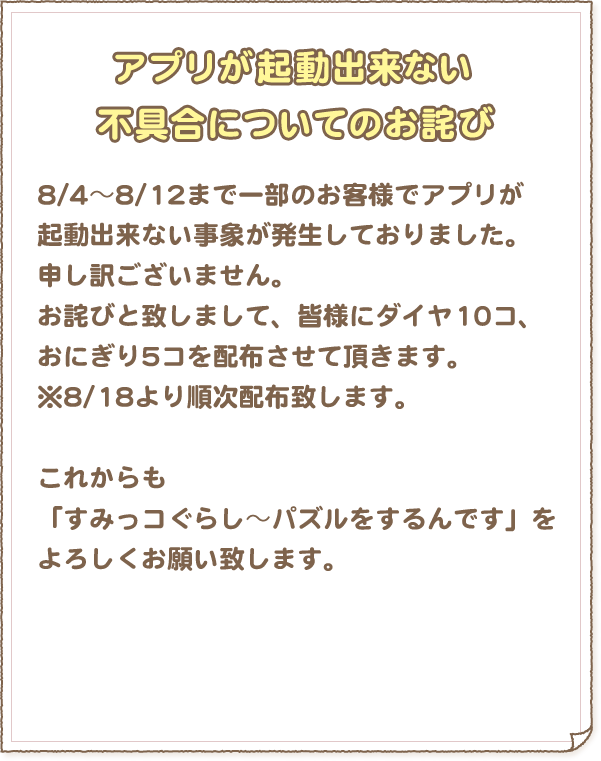 アプリが起動出来ない
不具合についてのお詫び
8/4～8/12まで一部のお客様でアプリが
起動出来ない事象が発生しておりました。
申し訳ございません。
お詫びと致しまして、皆様にダイヤ10コ、
おにぎり5コを配布させて頂きます。
※8/18より順次配布致します。
これからも
「すみっコぐらし～パズルをするんです」を
よろしくお願い致します。